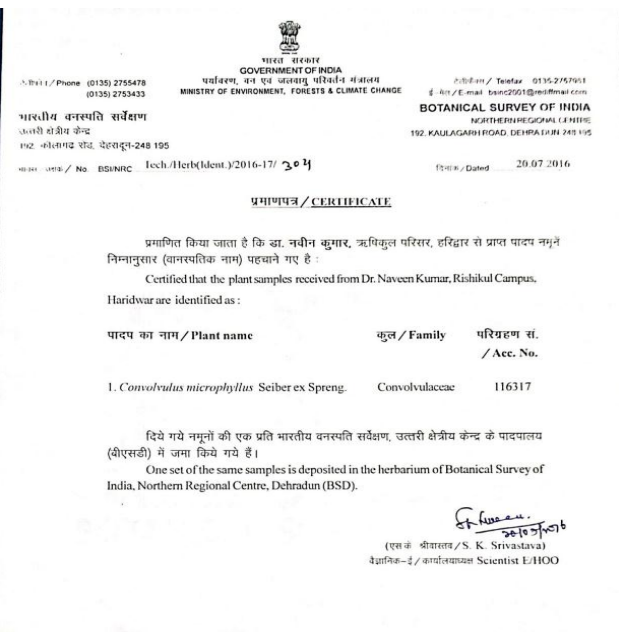 भारत सरकार
GOVERNMENT OF INDIA
पर्यावरण, वन एवं जलवायु परिवर्तन मंत्रालय
MINISTRY OF ENVIRONMENT, FORESTS & CLIMATE CHANGE
/ Phone (0135) 2755478
(0135) 2753433
/ Telefax 0135-2757951
/ E-mail bsinc2001@rediffmail.com
भारतीय वनस्पति सर्वेक्षण
उत्तरी क्षेत्रीय केन्द्र
192, कौलागढ़ रोड, देहरादून-248 195
BOTANICAL SURVEY OF INDIA
NORTHERN REGIONAL CENTRE
192, KAULAGARH ROAD, DEHRA DUN 248 195
/ No. BSI/NRC Tech./Herb(Ident.)/2016-17/ 304
दिनांक / Dated 20.07.2016
प्रमाणपत्र / CERTIFICATE
प्रमाणित किया जाता है कि डा. नवीन कुमार, ऋषिकुल परिसर, हरिद्वार से प्राप्त पादप नमूनें
निम्नानुसार (वानस्पतिक नाम) पहचाने गए है :
Certified that the plant samples received from Dr. Naveen Kumar, Rishikul Campus,
Haridwar are identified as :
पादप का नाम / Plant name कुल / Family परिग्रहण सं.
/ Acc. No.
1. Convolvulus microphyllus Seiber ex Spreng. Convolvulaceae 116317
दिये गये नमूनों की एक प्रति भारतीय वनस्पति सर्वेक्षण, उत्तरी क्षेत्रीय केन्द्र के पादपालय
(बीएसडी) में जमा किये गये हैं।
One set of the same samples is deposited in the herbarium of Botanical Survey of
India, Northern Regional Centre, Dehradun (BSD).
(एस के श्रीवास्तव / S. K. Srivastava)
वैज्ञानिक-ई / कार्यालयाध्यक्ष Scientist E/HOO